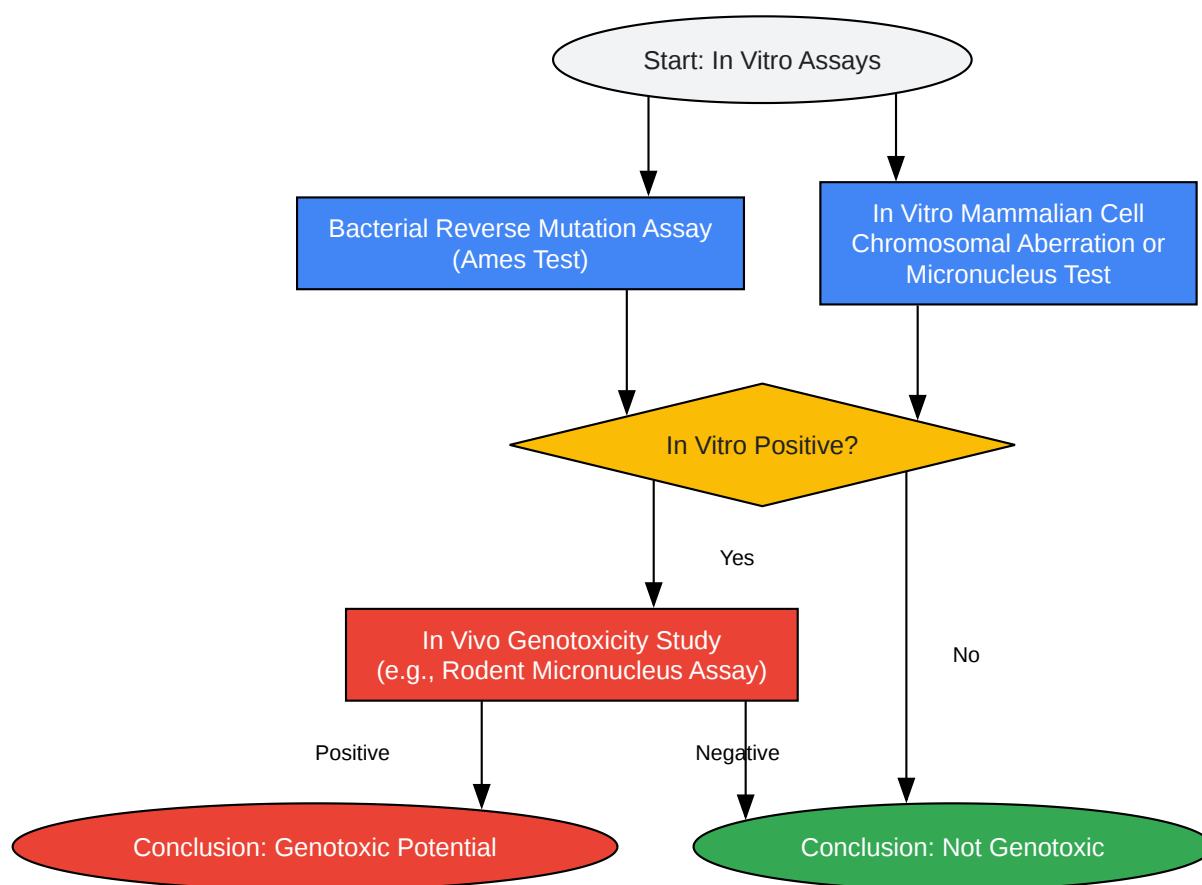 Start: In Vitro Assays
Bacterial Reverse Mutation Assay
(Ames Test)
In Vitro Mammalian Cell
Chromosomal Aberration or
Micronucleus Test
In Vitro Positive?
Yes
In Vivo Genotoxicity Study
(e.g., Rodent Micronucleus Assay)
No
Positive
Negative
Conclusion: Genotoxic Potential
Conclusion: Not Genotoxic